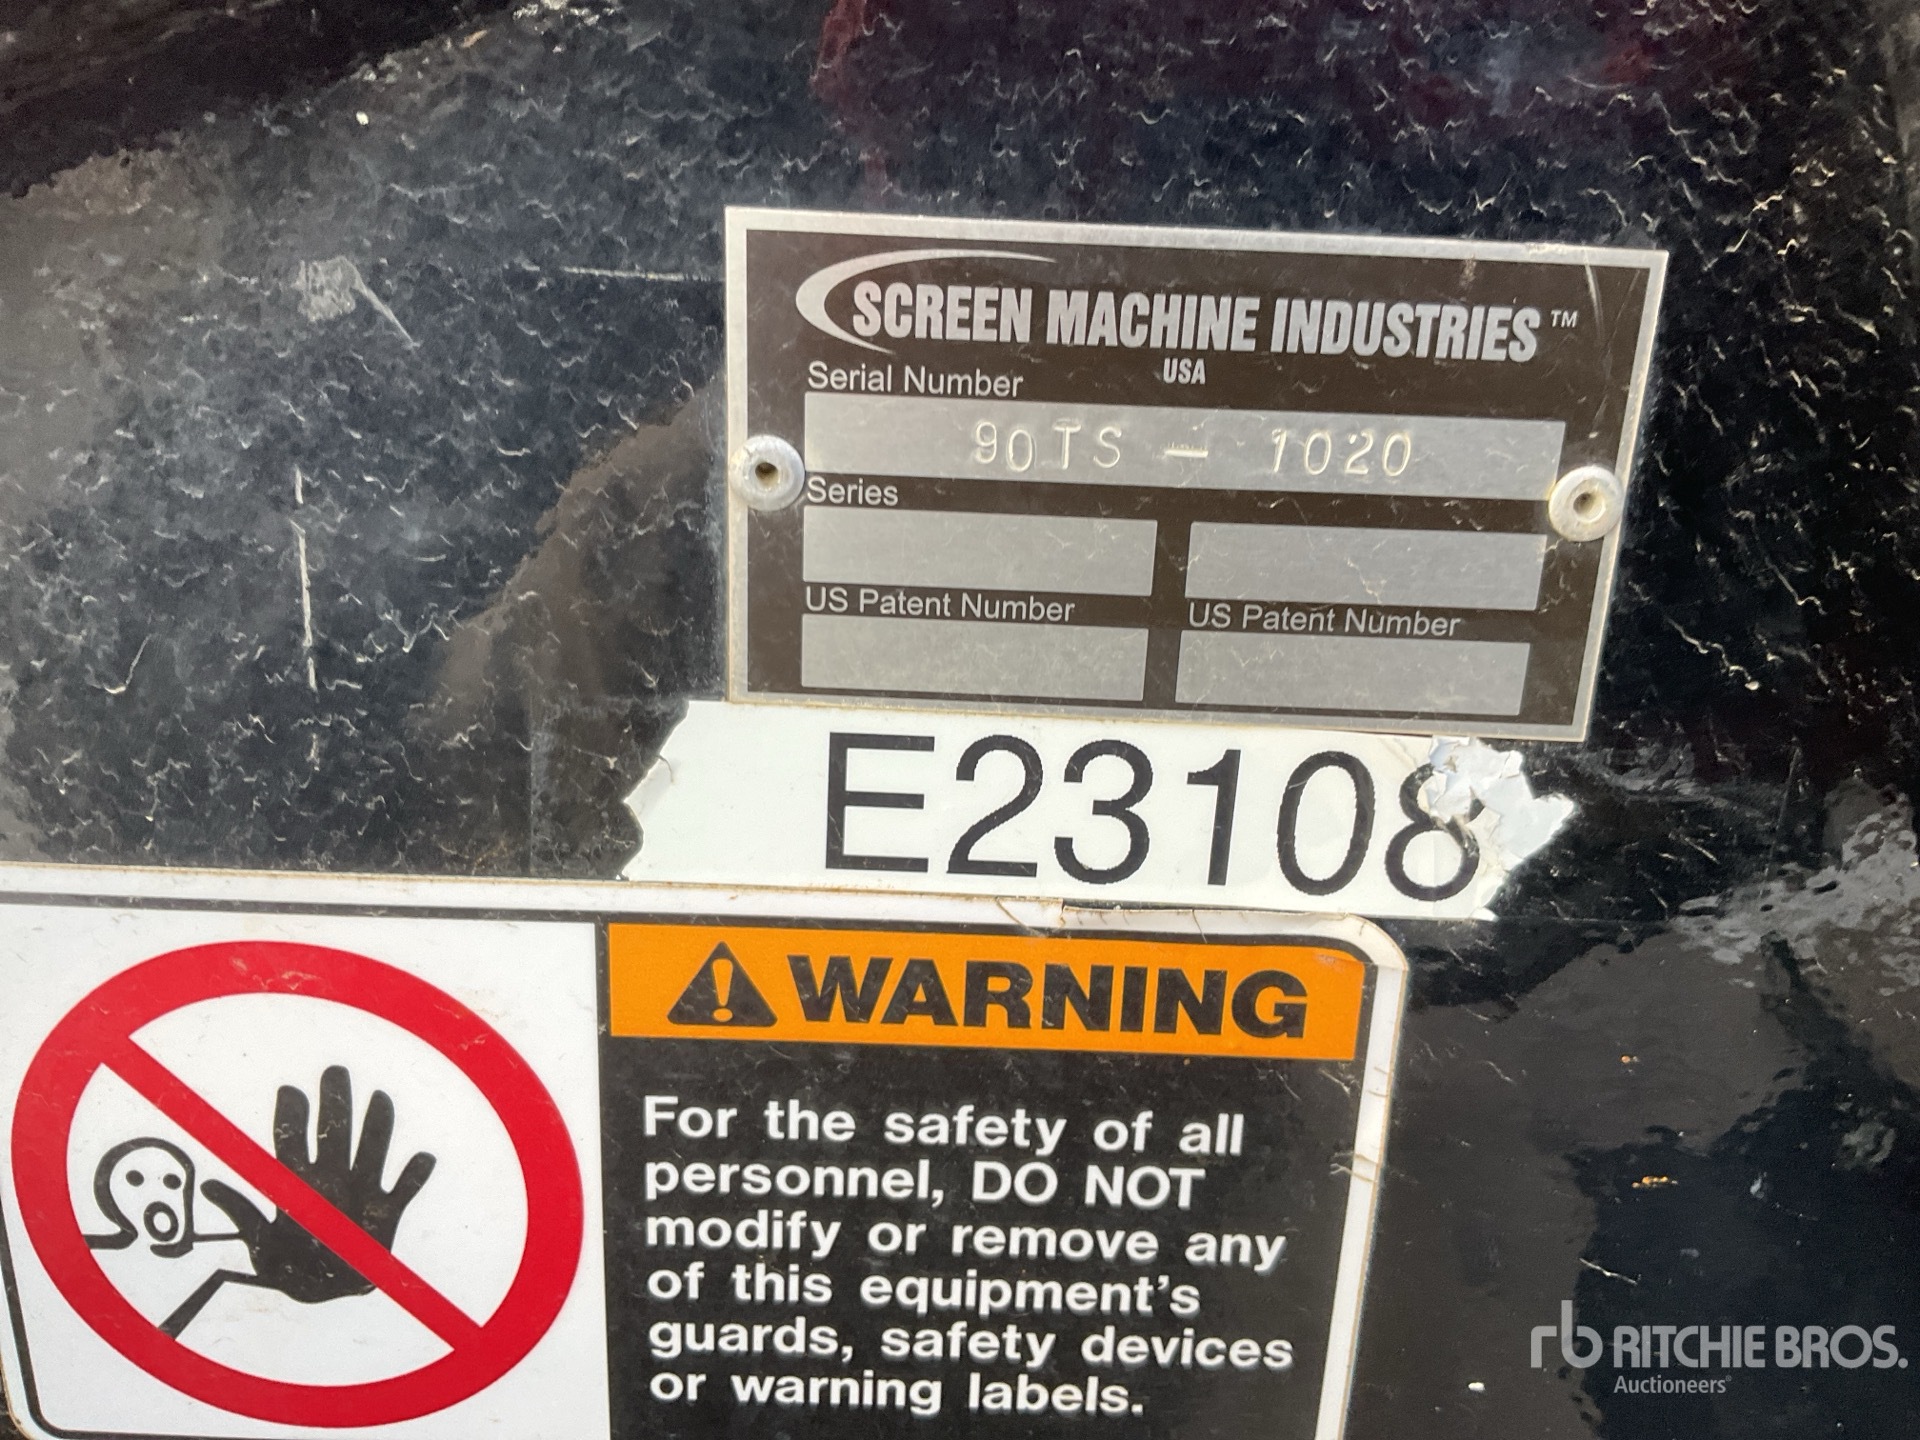 SCREEN MACHINE INDUSTRIES™
USA
Serial Number
90TS - 1020
Series
US Patent Number
US Patent Number
E23108
WARNING
For the safety of all
personnel, DO NOT
modify or remove any
of this equipment's
guards, safety devices
or warning labels.
rb RITCHIE BROS.
Auctioneers®